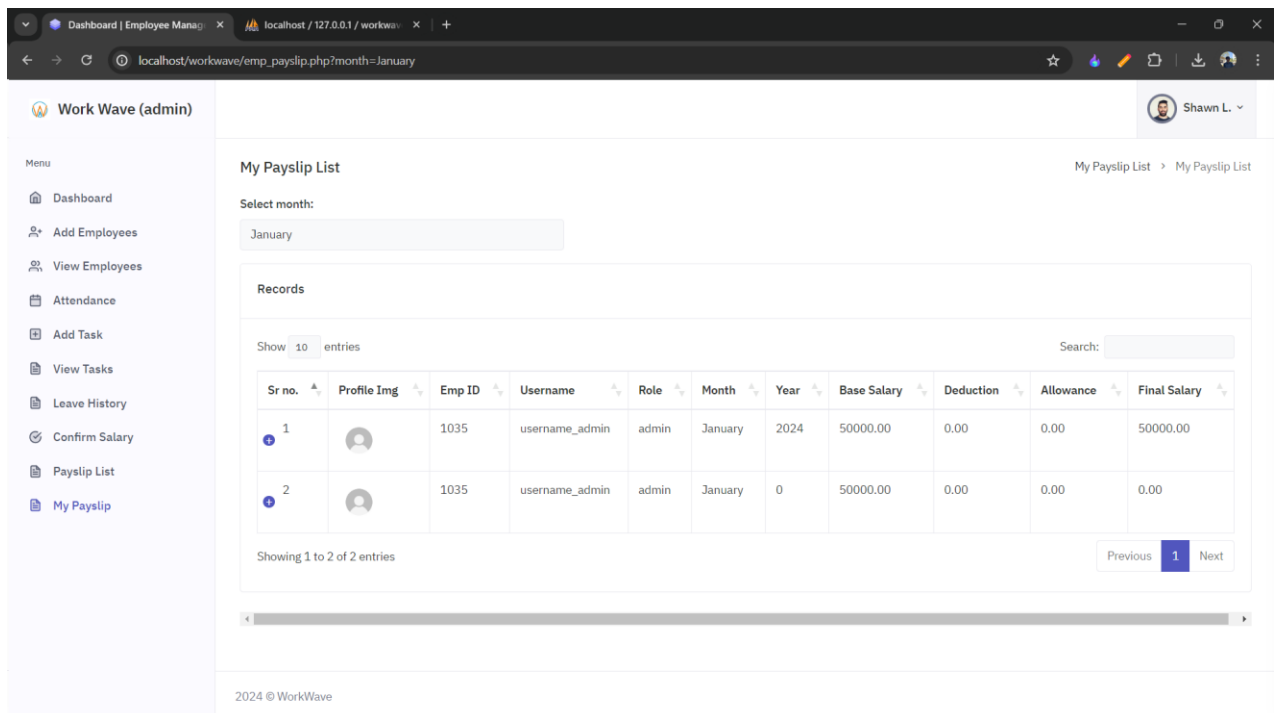 Dashboard | Employee Manag
localhost / 127.0.0.1 / workwav
localhost/workwave/emp_payslip.php?month=January
Work Wave (admin)
Shawn L.
Menu
Dashboard
Add Employees
View Employees
Attendance
Add Task
View Tasks
Leave History
Confirm Salary
Payslip List
My Payslip
My Payslip List
My Payslip List > My Payslip List
Select month:
January
Records
Show 10 entries
Search:
Sr no. Profile Img Emp ID Username Role Month Year Base Salary Deduction Allowance Final Salary
1 1035 username_admin admin January 2024 50000.00 0.00 0.00 50000.00
2 1035 username_admin admin January 0 50000.00 0.00 0.00 0.00
Showing 1 to 2 of 2 entries
Previous 1 Next
2024 © WorkWave